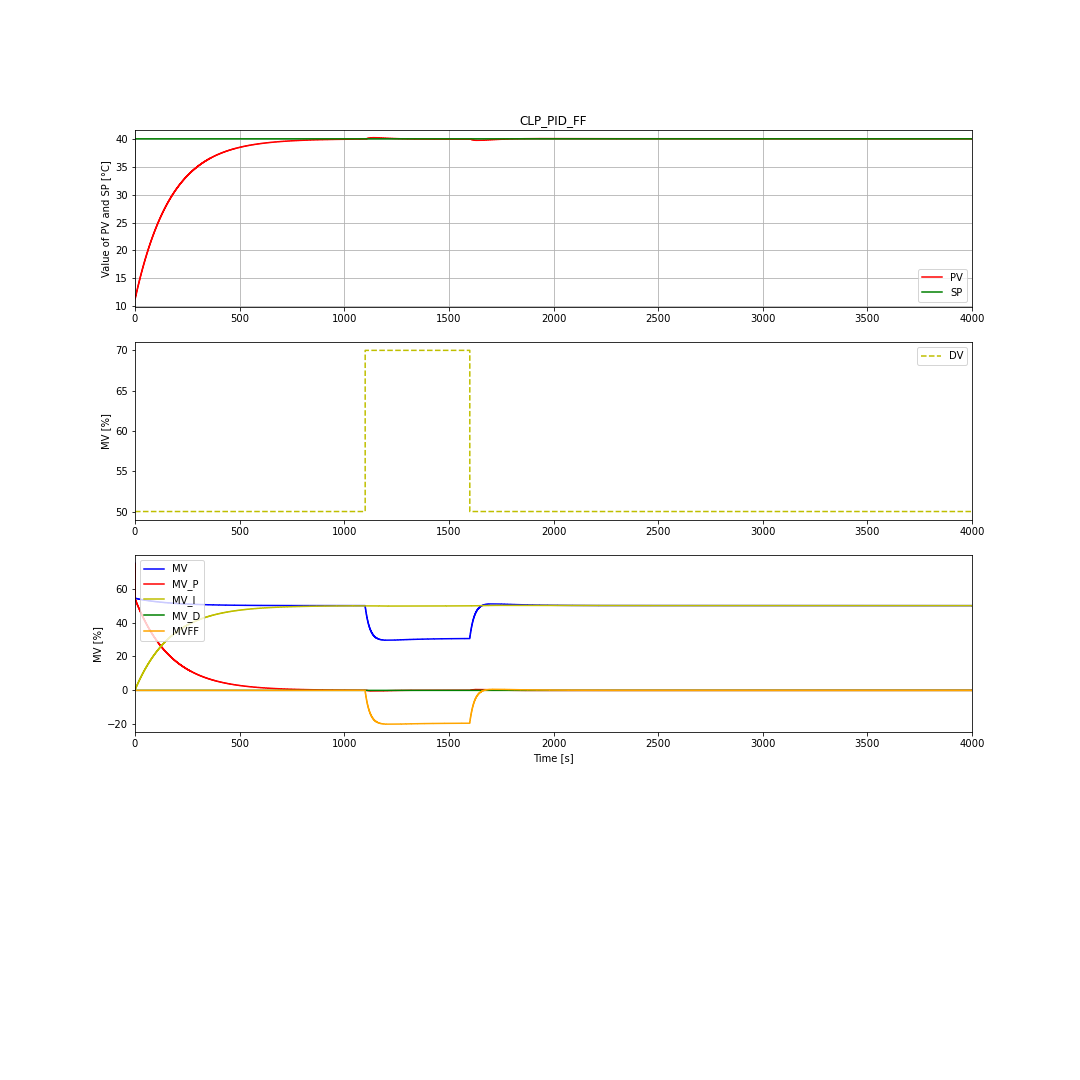 CLP_PID_FF
Value of PV and SP [°C]
40
35
30
25
20
15
10
0 500 1000 1500 2000 2500 3000 3500 4000
PV
SP
MV [%]
70
65
60
55
50
0 500 1000 1500 2000 2500 3000 3500 4000
DV
MV [%]
60
40
20
0
−20
0 500 1000 1500 2000 2500 3000 3500 4000
MV
MV_P
MV_I
MV_D
MVFF
Time [s]